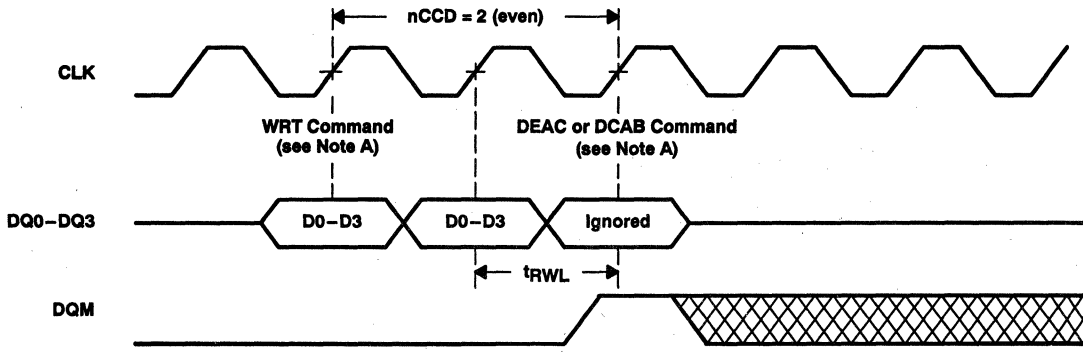 nCCD = 2 (even)
CLK
WRT Command
(see Note A)
DEAC or DCAB Command
(see Note A)
DQ0–DQ3
D0–D3
D0–D3
Ignored
tRWL
DQM